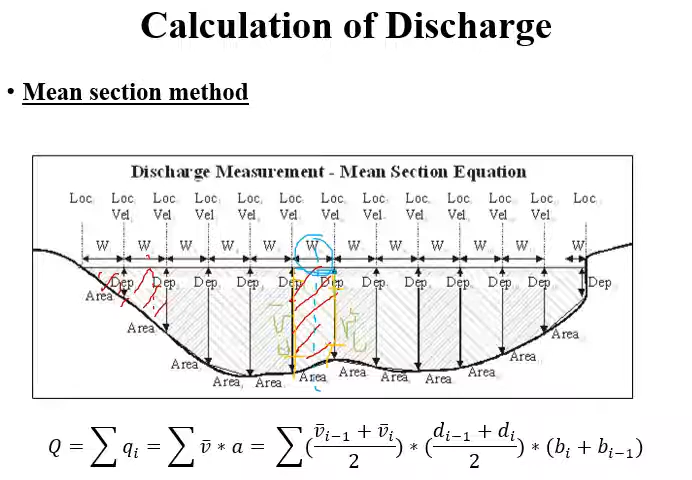 Calculation of Discharge
• Mean section method
Discharge Measurement - Mean Section Equation
Loc. Loc. Loc. Loc. Loc. Loc. Loc. Loc. Loc. Loc. Loc. Loc. Loc.
Vel. Vel. Vel. Vel. Vel. Vel. Vel. Vel. Vel. Vel. Vel.
W W W W W W W W W W W W
Dep. Dep. Dep. Dep. Dep. Dep. Dep. Dep. Dep. Dep. Dep. Dep.
Area Area Area Area Area Area Area Area Area Area Area Area
Q = ∑ qᵢ = ∑ v̄ * a = ∑ ( (v̄ᵢ₋₁ + v̄ᵢ) / 2 ) * ( (dᵢ₋₁ + dᵢ) / 2 ) * (bᵢ + bᵢ₋₁)